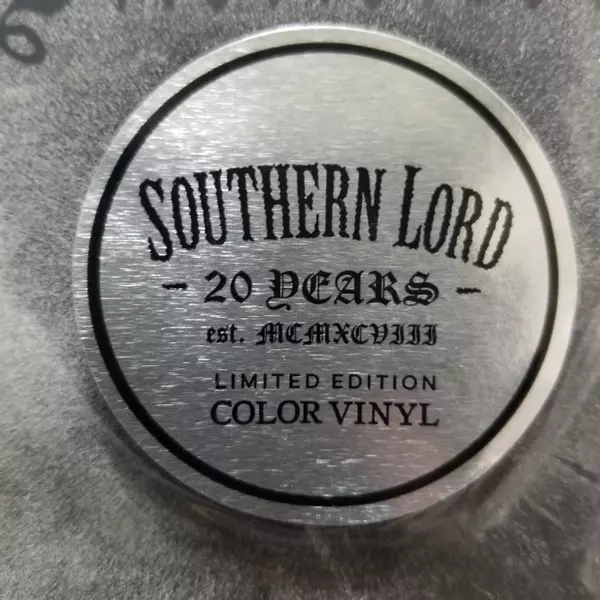 SOUTHERN LORD
- 20 YEARS -
est. MCMXCVIII
LIMITED EDITION
COLOR VINYL